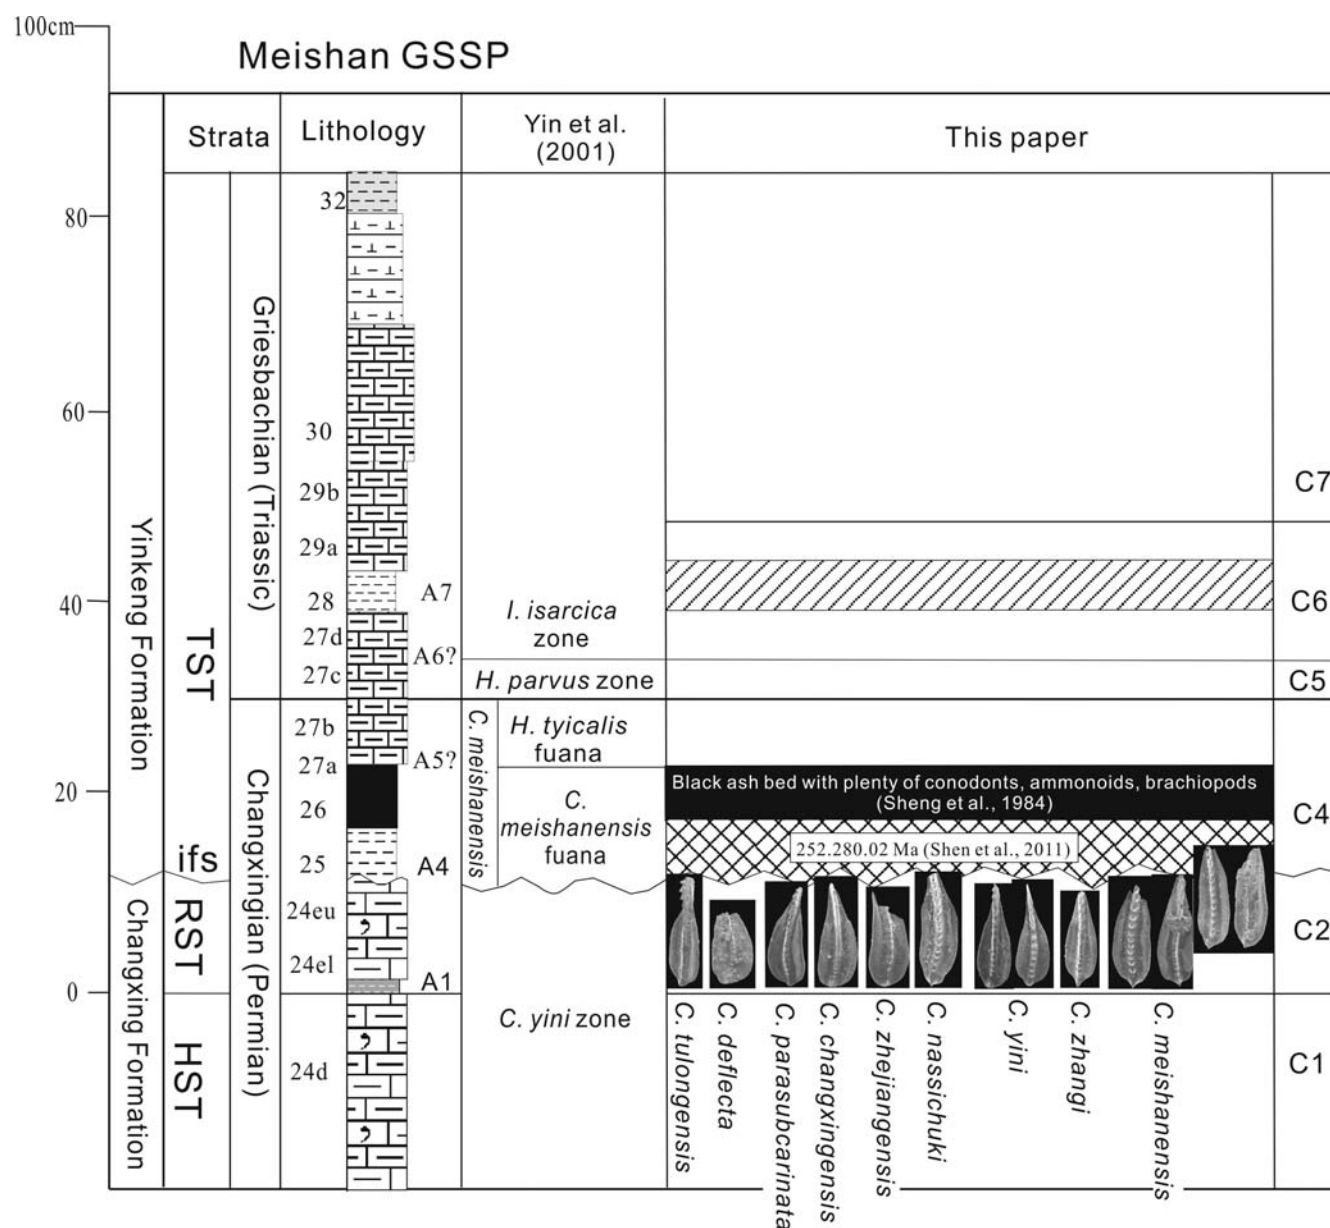 100cm
Meishan GSSP
Strata
Lithology
Yin et al.
(2001)
This paper
80
60
40
20
0
Yinkeng Formation
Changxing Formation
TST
ifs
RST
HST
Griesbachian (Triassic)
Changxingian (Permian)
32
30
29b
29a
28
27d
27c
27b
27a
26
25
24eu
24el
24d
A7
A6?
A5?
A4
A1
I. isarcica
zone
H. parvus zone
C. meishanensis
H. tyicalis
fuana
C.
meishanensis
fuana
C. yini zone
Black ash bed with plenty of conodonts, ammonoids, brachiopods
(Sheng et al., 1984)
252.280.02 Ma (Shen et al., 2011)
C. tulongensis
C. deflecta
C. parasubcarinata
C. changxingensis
C. zhejiangensis
C. nassichuki
C. yini
C. zhangi
C. meishanensis
C7
C6
C5
C4
C2
C1